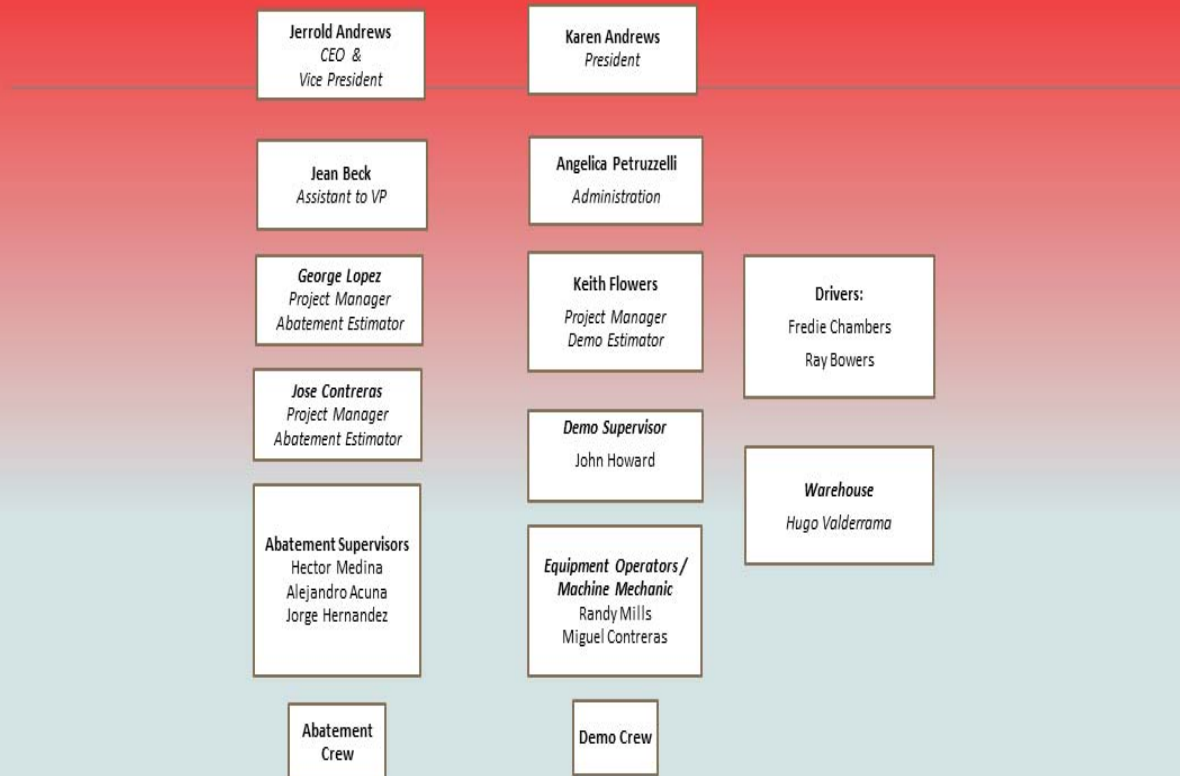 Jerrold Andrews
CEO &
Vice President
Karen Andrews
President
Jean Beck
Assistant to VP
Angelica Petruzzelli
Administration
George Lopez
Project Manager
Abatement Estimator
Keith Flowers
Project Manager
Demo Estimator
Drivers:
Fredie Chambers
Ray Bowers
Jose Contreras
Project Manager
Abatement Estimator
Demo Supervisor
John Howard
Warehouse
Hugo Valderrama
Abatement Supervisors
Hector Medina
Alejandro Acuna
Jorge Hernandez
Equipment Operators /
Machine Mechanic
Randy Mills
Miguel Contreras
Abatement
Crew
Demo Crew